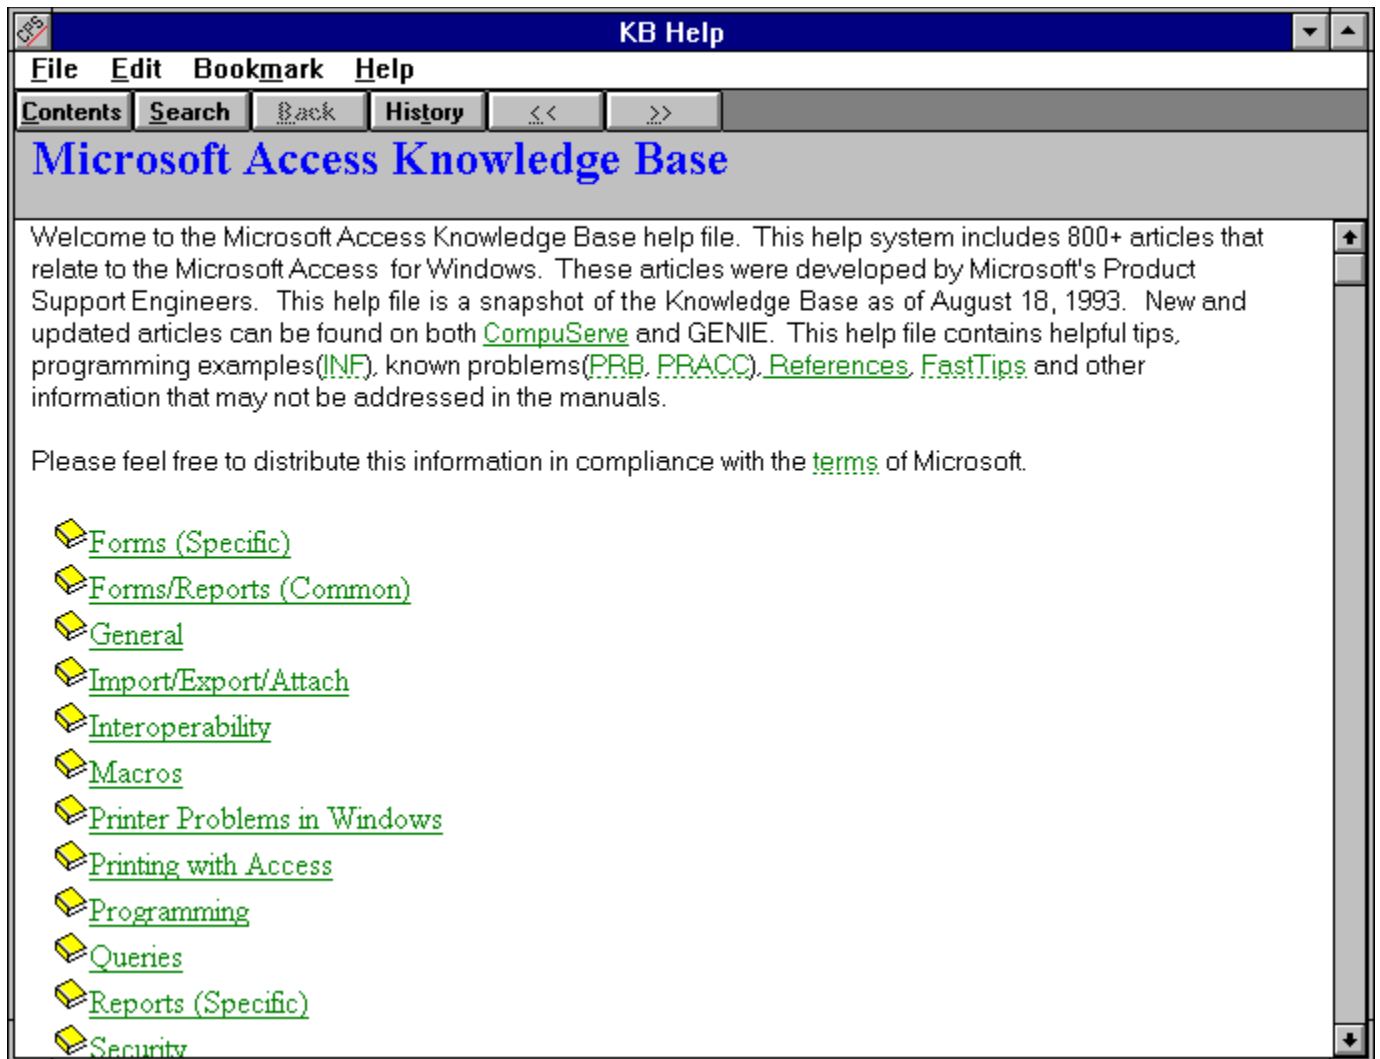 CPS
KB Help
File Edit Bookmark Help
Contents Search Back History << >>
Microsoft Access Knowledge Base
Welcome to the Microsoft Access Knowledge Base help file. This help system includes 800+ articles that
relate to the Microsoft Access for Windows. These articles were developed by Microsoft's Product
Support Engineers. This help file is a snapshot of the Knowledge Base as of August 18, 1993. New and
updated articles can be found on both CompuServe and GENIE. This help file contains helpful tips,
programming examples(INF), known problems(PRB, PRACC), References, FastTips and other
information that may not be addressed in the manuals.
Please feel free to distribute this information in compliance with the terms of Microsoft.
Forms (Specific)
Forms/Reports (Common)
General
Import/Export/Attach
Interoperability
Macros
Printer Problems in Windows
Printing with Access
Programming
Queries
Reports (Specific)
Security